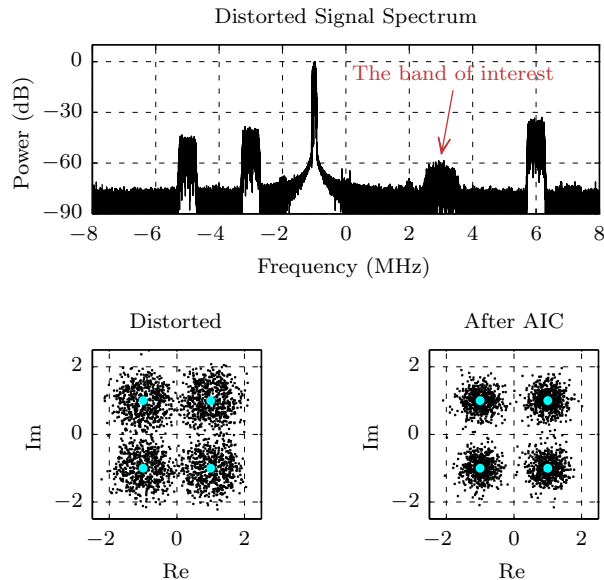 Distorted Signal Spectrum
The band of interest
Power (dB)
0
−30
−60
−90
−8 −6 −4 −2 0 2 4 6 8
Frequency (MHz)
Distorted
Im
2
0
−2
−2 0 2
Re
After AIC
Im
2
0
−2
−2 0 2
Re